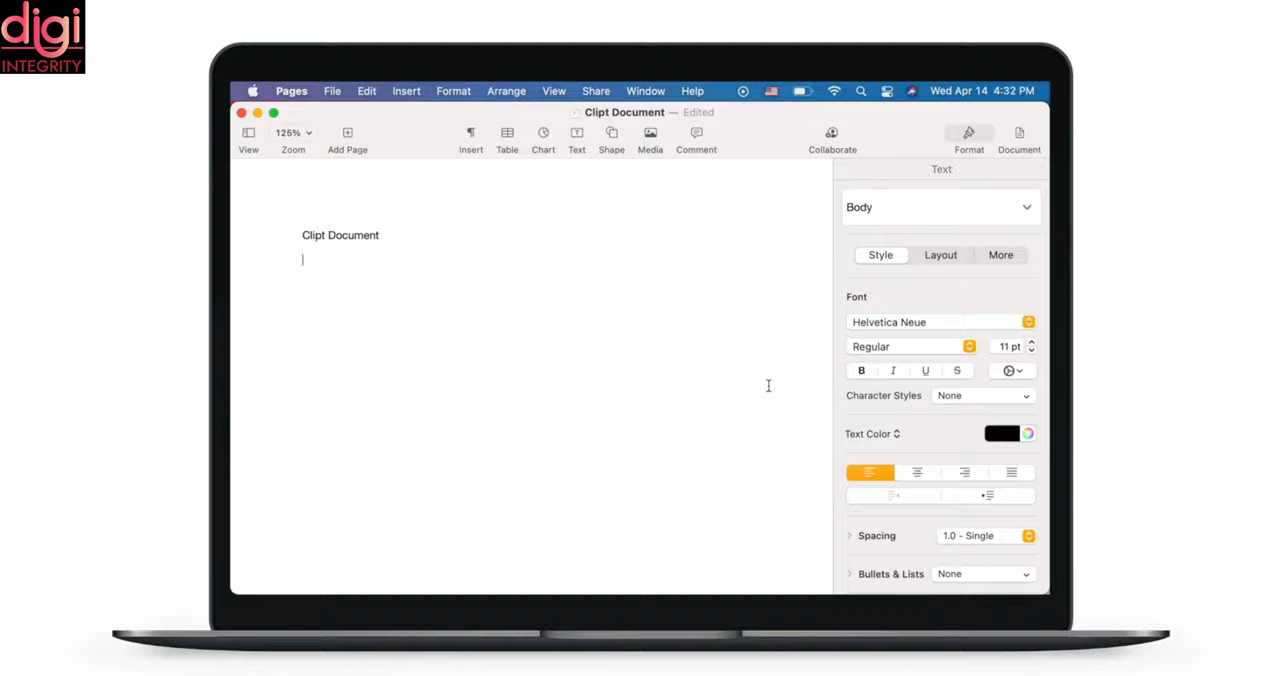 digi
INTEGRITY
Pages File Edit Insert Format Arrange View Share Window Help Wed Apr 14 4:32 PM
Clipt Document — Edited
125%
View Zoom Add Page Insert Table Chart Text Shape Media Comment Collaborate Format Document
Text
Body
Style Layout More
Clipt Document
Font
Helvetica Neue
Regular 11 pt
B I U S
Character Styles None
Text Color
Spacing 1.0 - Single
Bullets & Lists None